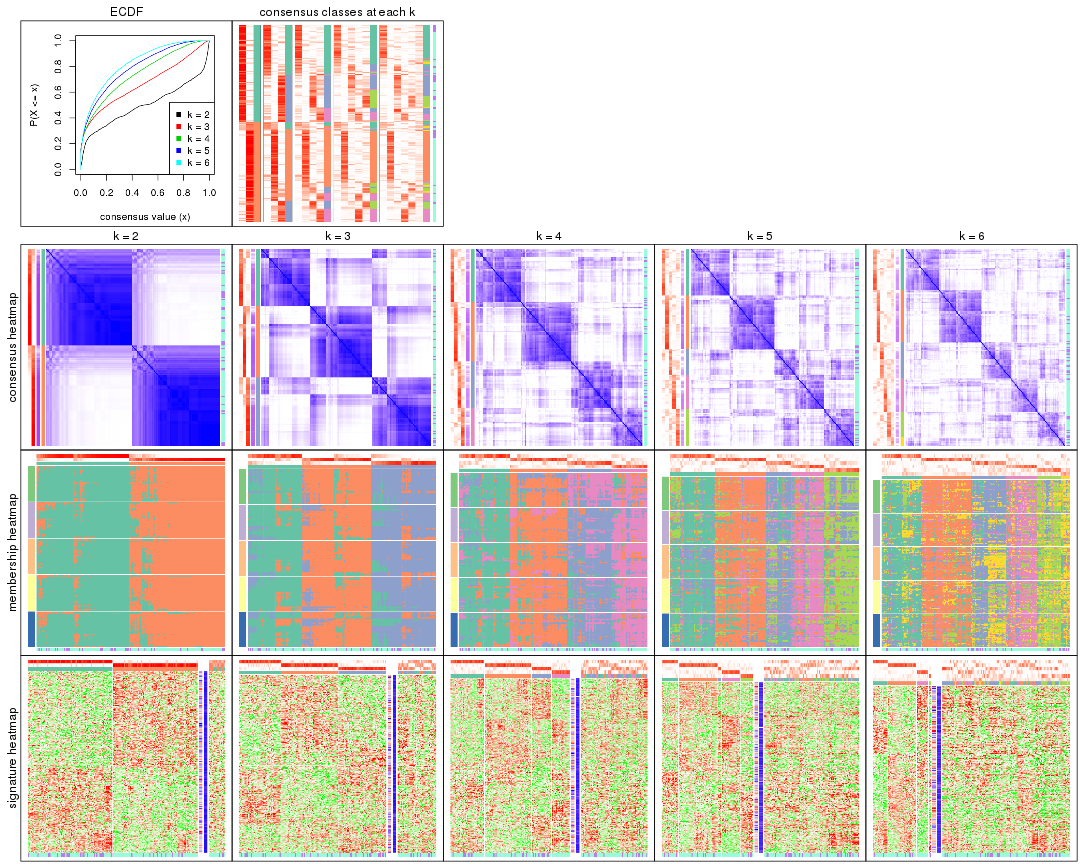 ECDF
consensus classes at each k
P(X <= x)
0.0
0.2
0.4
0.6
0.8
1.0
k = 2
k = 3
k = 4
k = 5
k = 6
0.0 0.2 0.4 0.6 0.8 1.0
consensus value (x)
k = 2
k = 3
k = 4
k = 5
k = 6
consensus heatmap
membership heatmap
signature heatmap